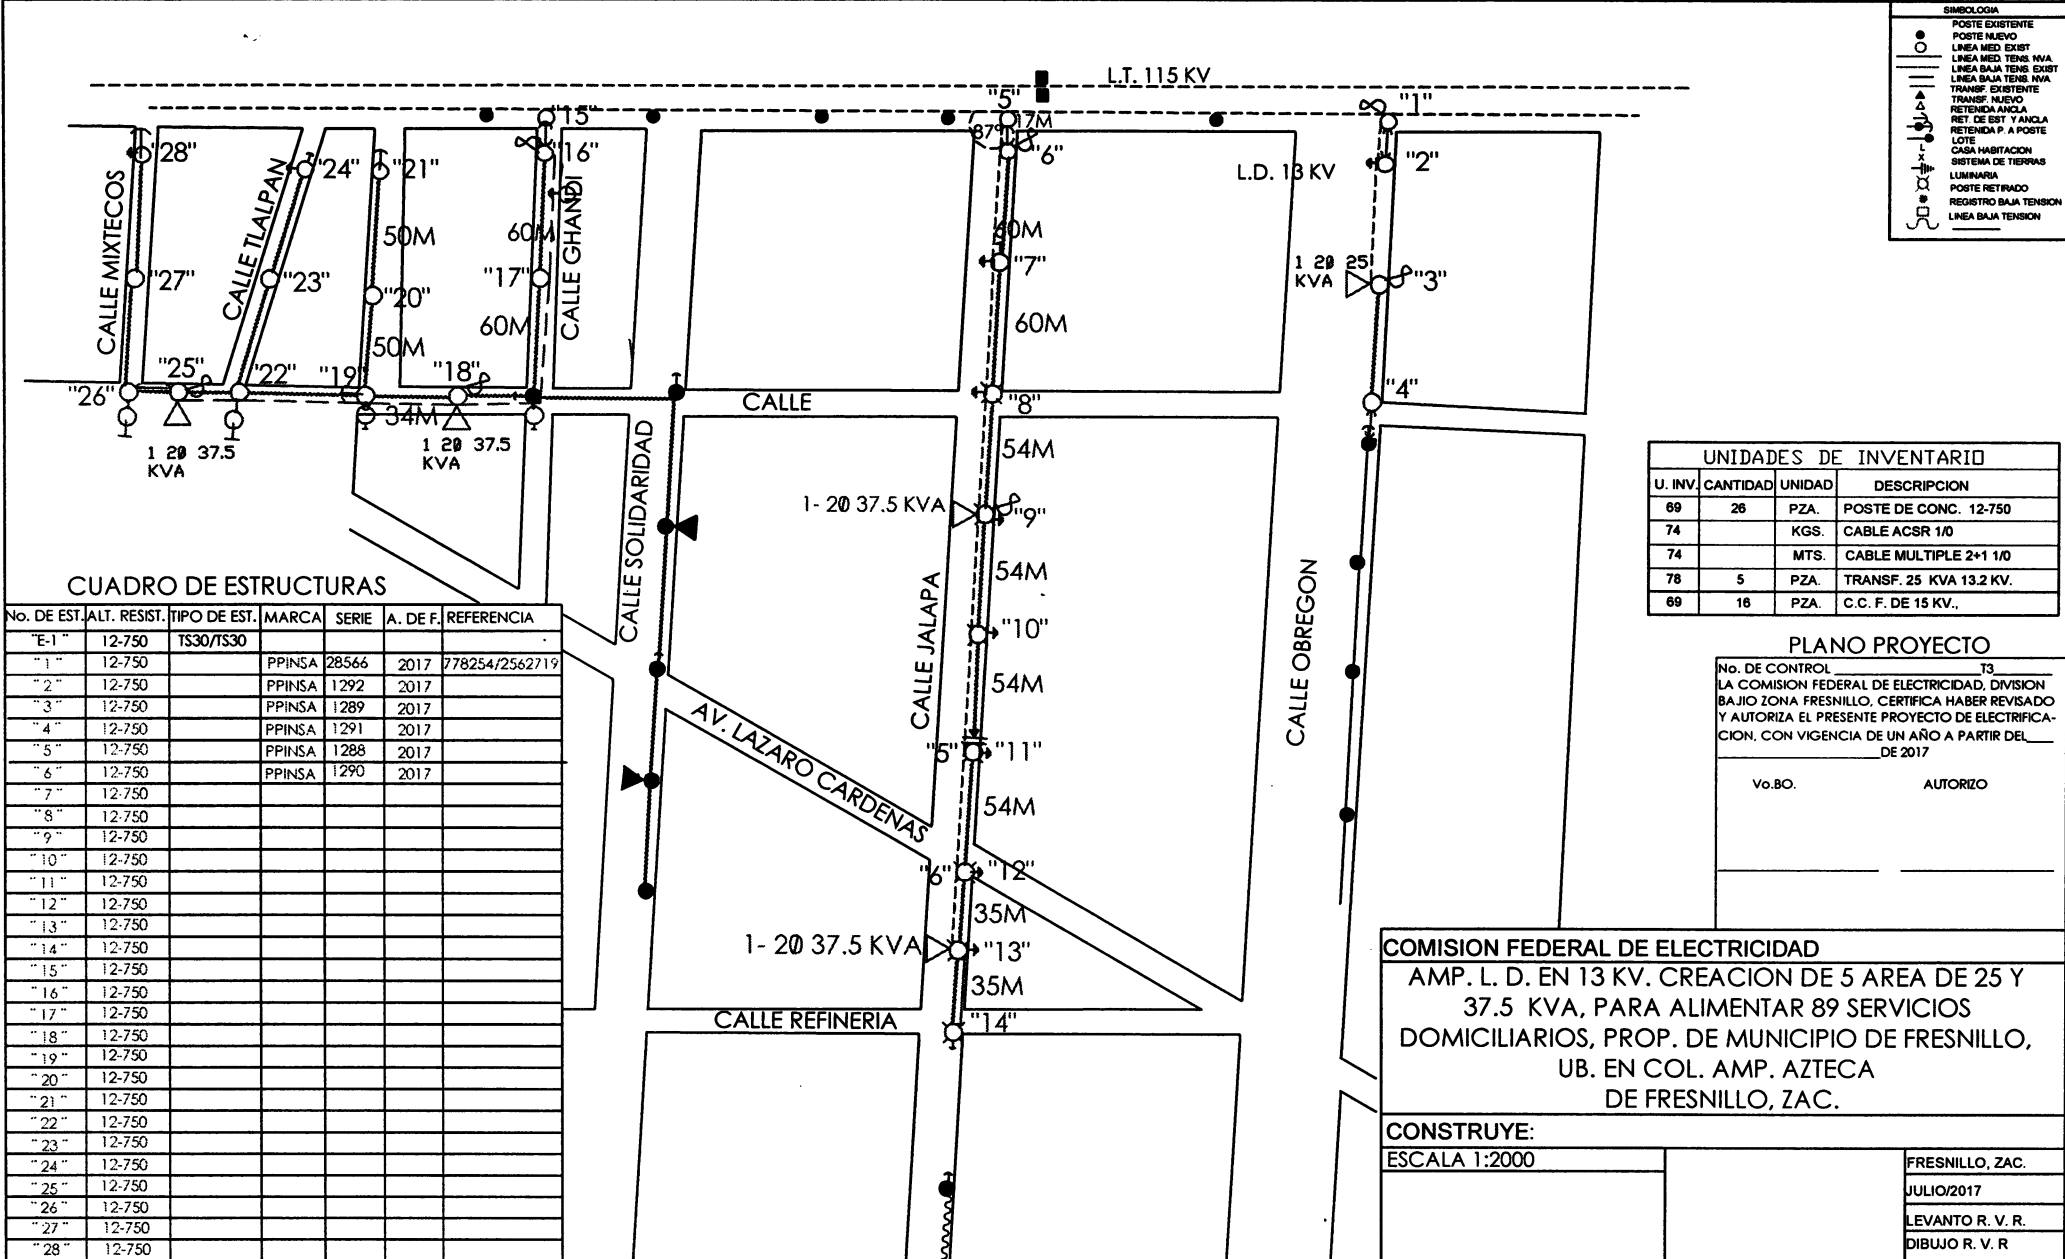 SIMBOLOGIA
POSTE EXISTENTE
POSTE NUEVO
LINEA MED. EXIST
LINEA MED. TENS. NVA.
LINEA BAJA TENS. EXIST
LINEA BAJA TENS. NVA
TRANSF. EXISTENTE
TRANSF. NUEVO
RETENIDA ANCLA
RET. DE EST Y ANCLA
RETENIDA P. A POSTE
LOTE
CASA HABITACION
SISTEMA DE TIERRAS
LUMINARIA
POSTE RETIRADO
REGISTRO BAJA TENSION
LINEA BAJA TENSION
L.T. 115 KV
"5"
"1"
"15"
87°
17M
"28"
"24"
"21"
"16"
"6"
L.D. 13 KV
"2"
CALLE MIXTECOS
CALLE TLALPAN
50M
60M
CALLE GHANDI
60M
"27"
"23"
"20"
"17"
"7"
1 2Ø 25
KVA
"3"
50M
60M
60M
"25"
"22"
"19"
"18"
"26"
34M
CALLE
"8"
"4"
1 2Ø 37.5
KVA
1 2Ø 37.5
KVA
CALLE SOLIDARIDAD
54M
1- 2Ø 37.5 KVA
"9"
54M
CALLE JALAPA
"10"
CALLE OBREGON
54M
AV. LAZARO CARDENAS
"5"
"11"
54M
"6"
"12"
35M
1- 2Ø 37.5 KVA
"13"
35M
CALLE REFINERIA
"14"
UNIDADES DE INVENTARIO
U. INV. CANTIDAD UNIDAD DESCRIPCION
69 26 PZA. POSTE DE CONC. 12-750
74 KGS. CABLE ACSR 1/0
74 MTS. CABLE MULTIPLE 2+1 1/0
78 5 PZA. TRANSF. 25 KVA 13.2 KV.
69 16 PZA. C.C. F. DE 15 KV.,
CUADRO DE ESTRUCTURAS
No. DE EST. ALT. RESIST. TIPO DE EST. MARCA SERIE A. DE F. REFERENCIA
"E-1" 12-750 TS30/TS30
"1" 12-750 PPINSA 28566 2017 778254/2562719
"2" 12-750 PPINSA 1292 2017
"3" 12-750 PPINSA 1289 2017
"4" 12-750 PPINSA 1291 2017
"5" 12-750 PPINSA 1288 2017
"6" 12-750 PPINSA 1290 2017
"7" 12-750
"8" 12-750
"9" 12-750
"10" 12-750
"11" 12-750
"12" 12-750
"13" 12-750
"14" 12-750
"15" 12-750
"16" 12-750
"17" 12-750
"18" 12-750
"19" 12-750
"20" 12-750
"21" 12-750
"22" 12-750
"23" 12-750
"24" 12-750
"25" 12-750
"26" 12-750
"27" 12-750
"28" 12-750
PLANO PROYECTO
No. DE CONTROL ______ T3 ______
LA COMISION FEDERAL DE ELECTRICIDAD, DIVISION
BAJIO ZONA FRESNILLO, CERTIFICA HABER REVISADO
Y AUTORIZA EL PRESENTE PROYECTO DE ELECTRIFICA-
CION, CON VIGENCIA DE UN AÑO A PARTIR DEL___
______________DE 2017
Vo.BO. AUTORIZO
COMISION FEDERAL DE ELECTRICIDAD
AMP. L. D. EN 13 KV. CREACION DE 5 AREA DE 25 Y
37.5 KVA, PARA ALIMENTAR 89 SERVICIOS
DOMICILIARIOS, PROP. DE MUNICIPIO DE FRESNILLO,
UB. EN COL. AMP. AZTECA
DE FRESNILLO, ZAC.
CONSTRUYE:
ESCALA 1:2000
FRESNILLO, ZAC.
JULIO/2017
LEVANTO R. V. R.
DIBUJO R. V. R